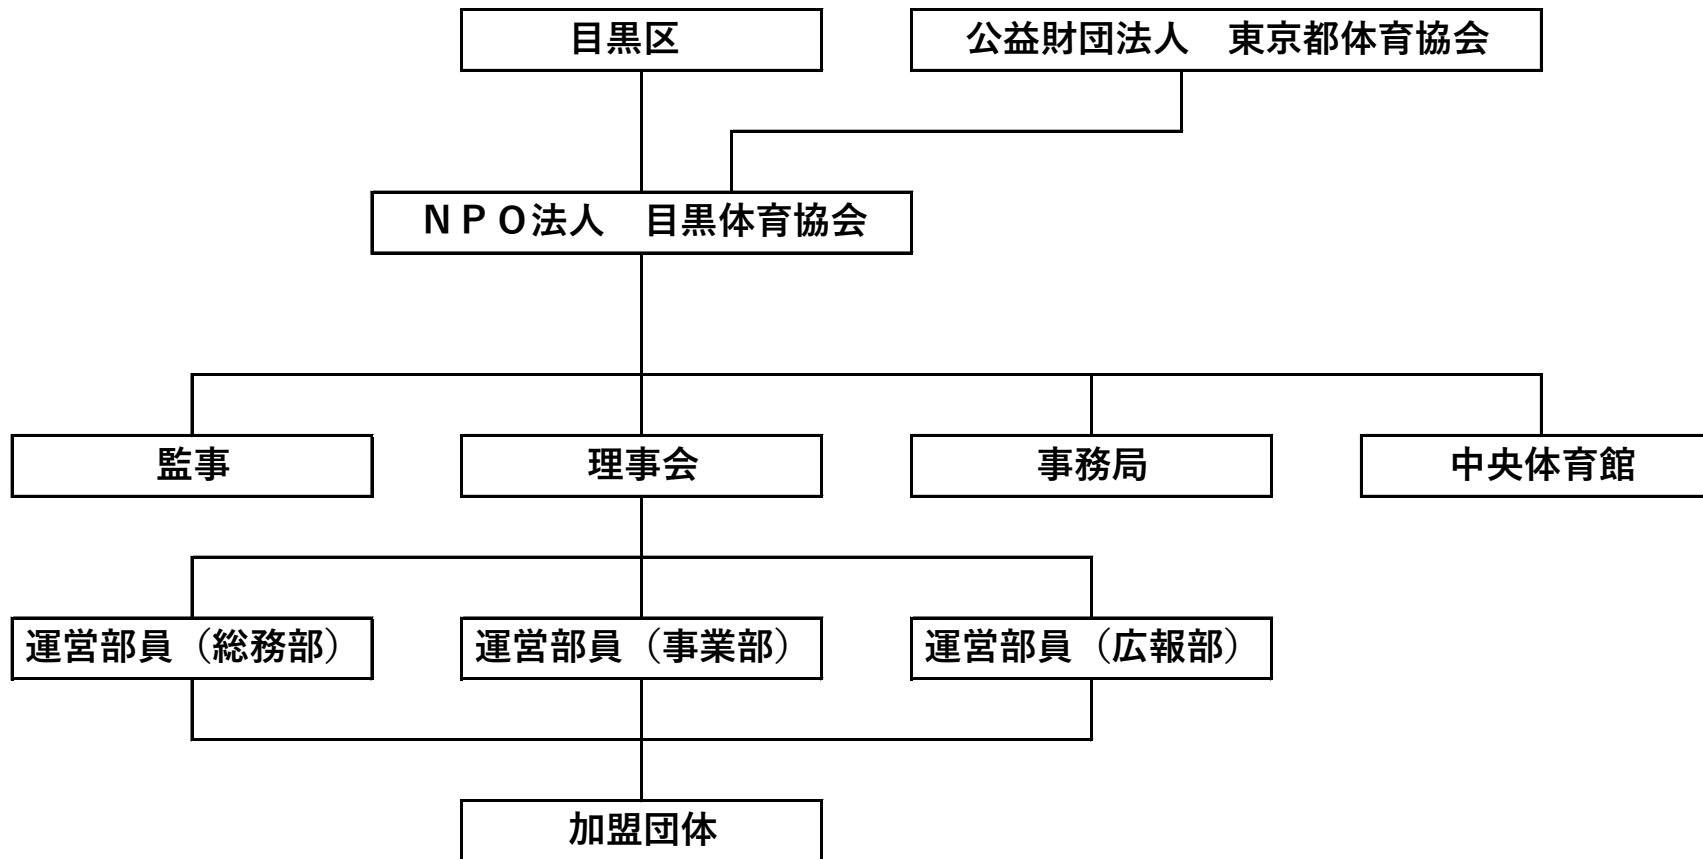 目黒区
公益財団法人　東京都体育協会
ＮＰＯ法人　目黒体育協会
監事
理事会
事務局
中央体育館
運営部員（総務部）
運営部員（事業部）
運営部員（広報部）
加盟団体